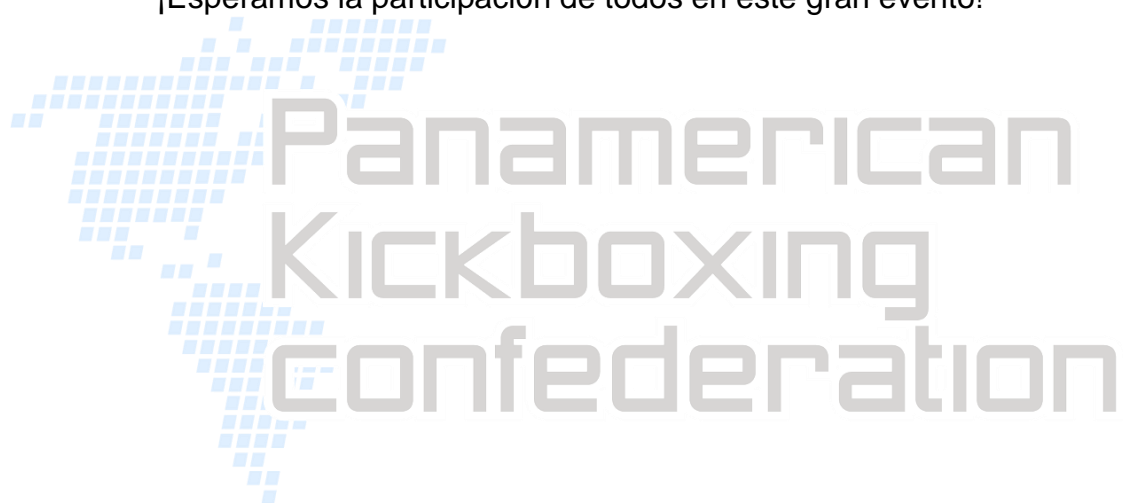 ¡Esperamos la participación de todos en este gran evento!
Panamerican
Kickboxing
confederation